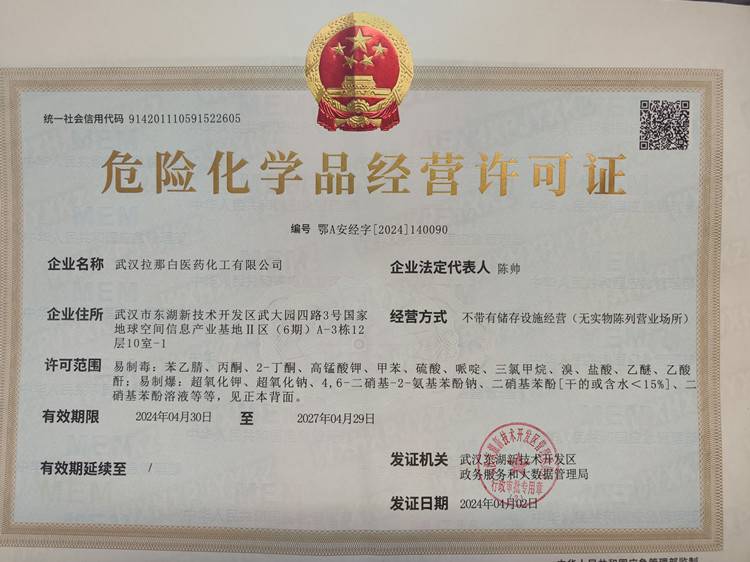 统一社会信用代码 914201110591522605
危险化学品经营许可证
编号 鄂A安经字[2024]140090
企业名称 武汉拉那白医药化工有限公司
企业法定代表人 陈帅
企业住所 武汉市东湖新技术开发区武大园四路3号国家
地球空间信息产业基地II区（6期）A-3栋12
层10室-1
经营方式 不带有储存设施经营（无实物陈列营业场所）
许可范围 易制毒：苯乙腈、丙酮、2-丁酮、高锰酸钾、甲苯、硫酸、哌啶、三氯甲烷、溴、盐酸、乙醚、乙酸
酐；易制爆：超氧化钾、超氧化钠、4,6-二硝基-2-氨基苯酚钠、二硝基苯酚[干的或含水＜15%]、二
硝基苯酚溶液等等，见正本背面。
有效期限 2024年04月30日 至 2027年04月29日
有效期延续至 /
发证机关 武汉东湖新技术开发区
政务服务和大数据管理局
行政审批专用章
发证日期 2024年04月02日